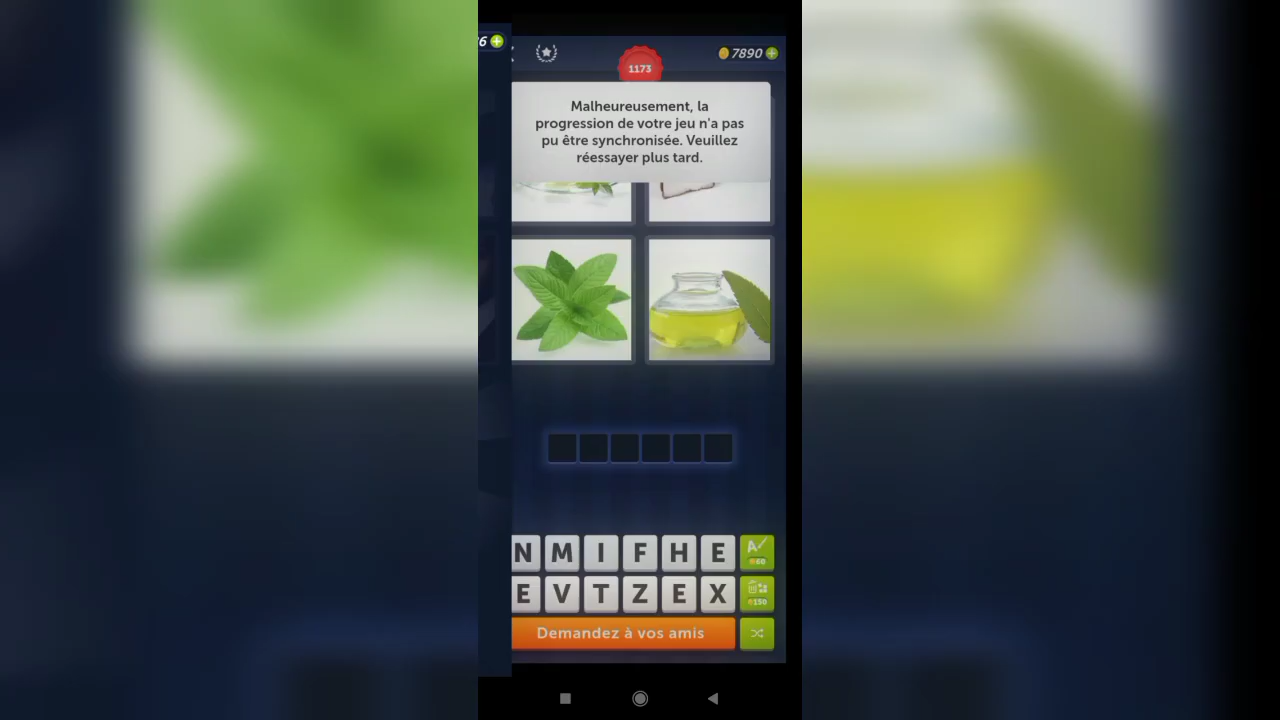 6
1173
7890
Malheureusement, la
progression de votre jeu n'a pas
pu être synchronisée. Veuillez
réessayer plus tard.
N M I F H E
A
60
E V T Z E X
150
Demandez à vos amis